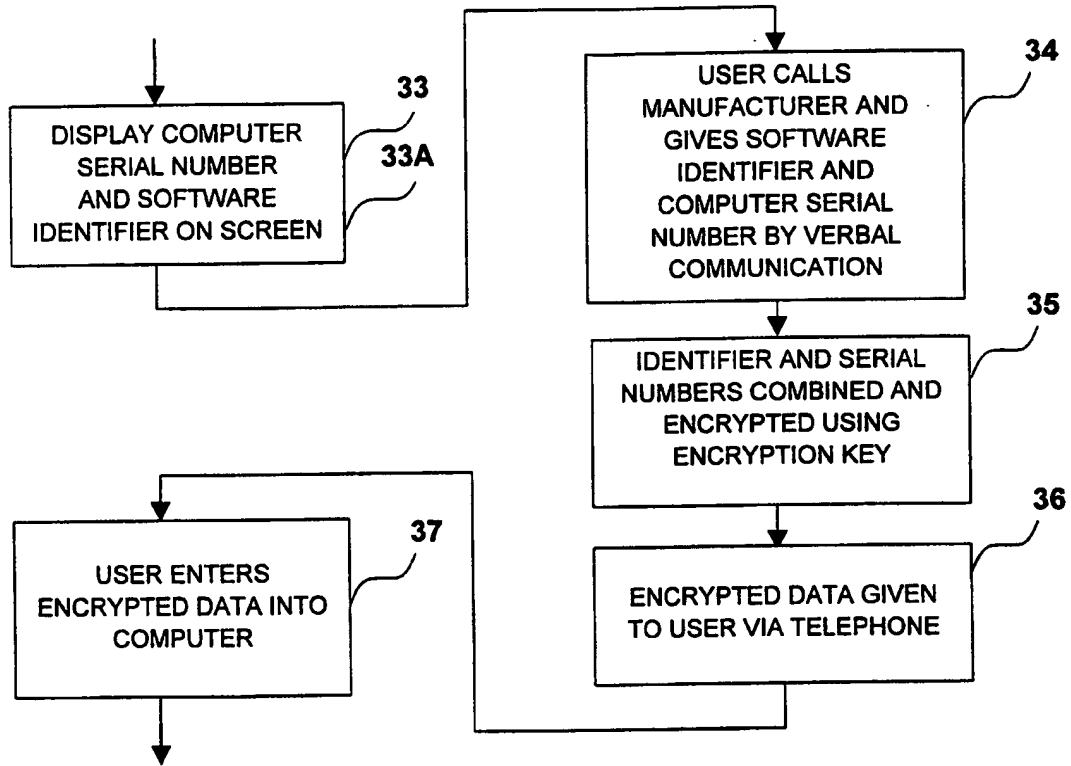 33
33A
DISPLAY COMPUTER
SERIAL NUMBER
AND SOFTWARE
IDENTIFIER ON SCREEN
34
USER CALLS
MANUFACTURER AND
GIVES SOFTWARE
IDENTIFIER AND
COMPUTER SERIAL
NUMBER BY VERBAL
COMMUNICATION
35
IDENTIFIER AND SERIAL
NUMBERS COMBINED AND
ENCRYPTED USING
ENCRYPTION KEY
36
ENCRYPTED DATA GIVEN
TO USER VIA TELEPHONE
37
USER ENTERS
ENCRYPTED DATA INTO
COMPUTER